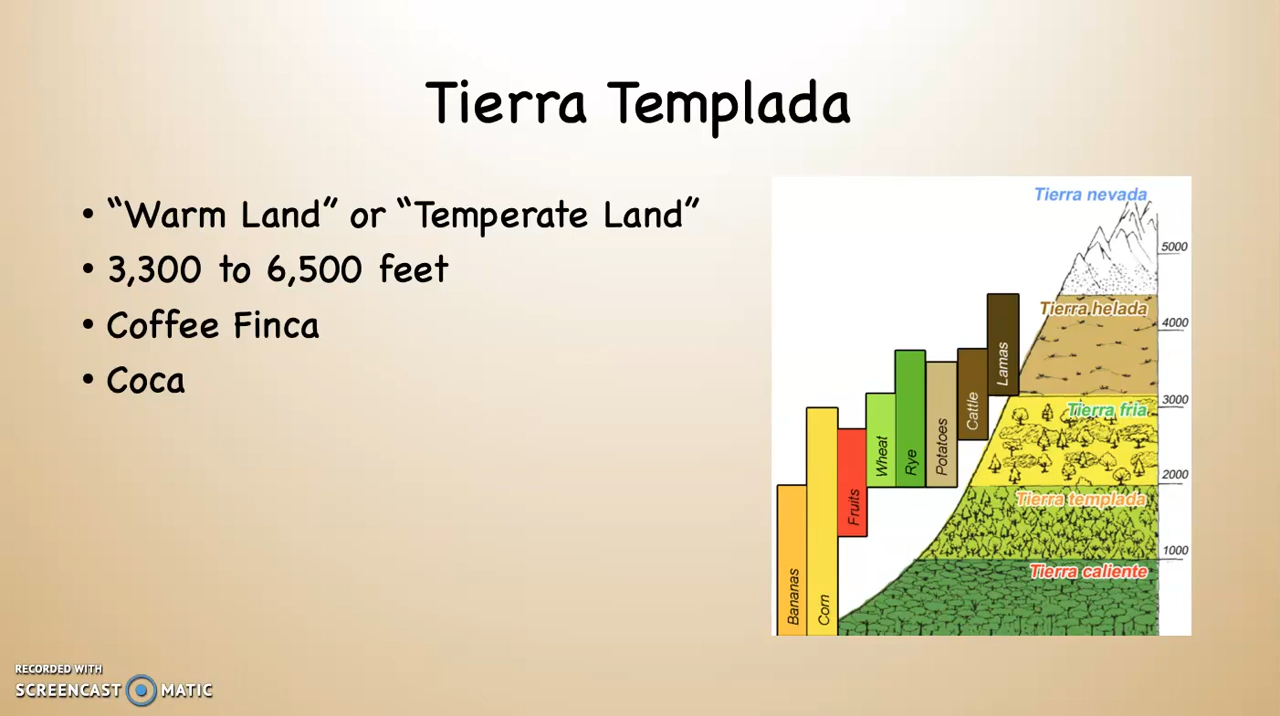 Tierra Templada
• “Warm Land” or “Temperate Land”
• 3,300 to 6,500 feet
• Coffee Finca
• Coca
Tierra nevada
5000
Tierra helada
4000
Lamas
3000
Tierra fria
Cattle
Wheat
Rye
Potatoes
2000
Tierra templada
Fruits
1000
Tierra caliente
Bananas
Corn
RECORDED WITH
SCREENCAST MATIC